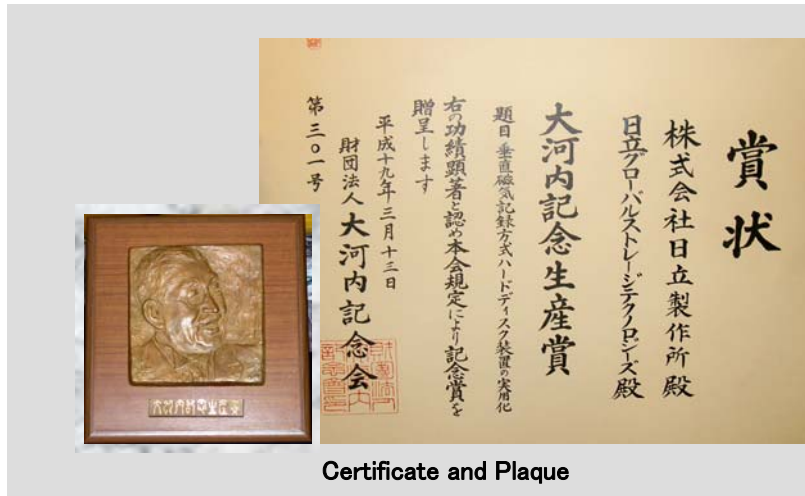 賞状
株式会社日立製作所殿
日立グローバルストレージテクノロジーズ殿
大河内記念生産賞
題目 垂直磁気記録方式ハードディスク装置の実用化
右の功績顕著と認め本会規定により記念賞を
贈呈します
平成十九年三月十三日
財団法人 大河内記念会
第三〇一号
大河内記念生産賞
Certificate and Plaque